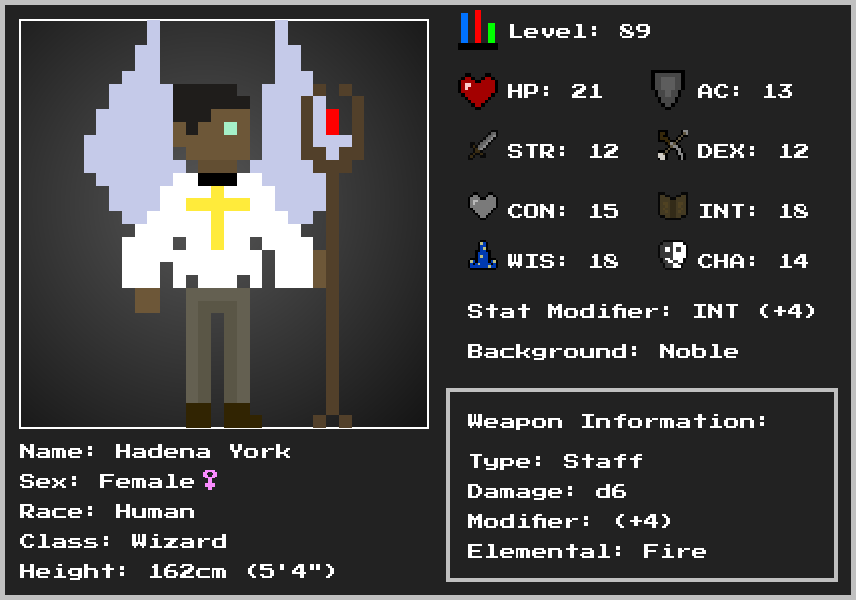 Level: 89
HP: 21
AC: 13
STR: 12
DEX: 12
CON: 15
INT: 18
WIS: 18
CHA: 14
Stat Modifier: INT (+4)
Background: Noble
Weapon Information:
Type: Staff
Damage: d6
Modifier: (+4)
Elemental: Fire
Name: Hadena York
Sex: Female♀
Race: Human
Class: Wizard
Height: 162cm (5'4")